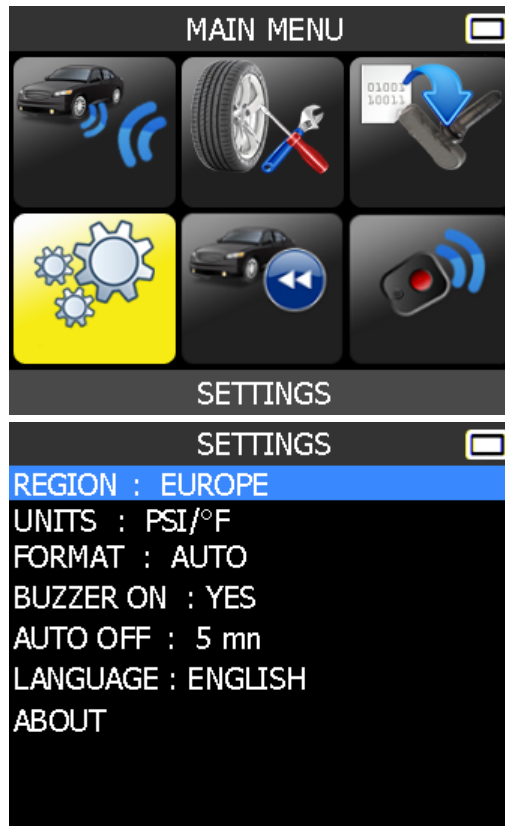 MAIN MENU
01001
10011
SETTINGS
SETTINGS
REGION : EUROPE
UNITS : PSI/°F
FORMAT : AUTO
BUZZER ON : YES
AUTO OFF : 5 mn
LANGUAGE : ENGLISH
ABOUT